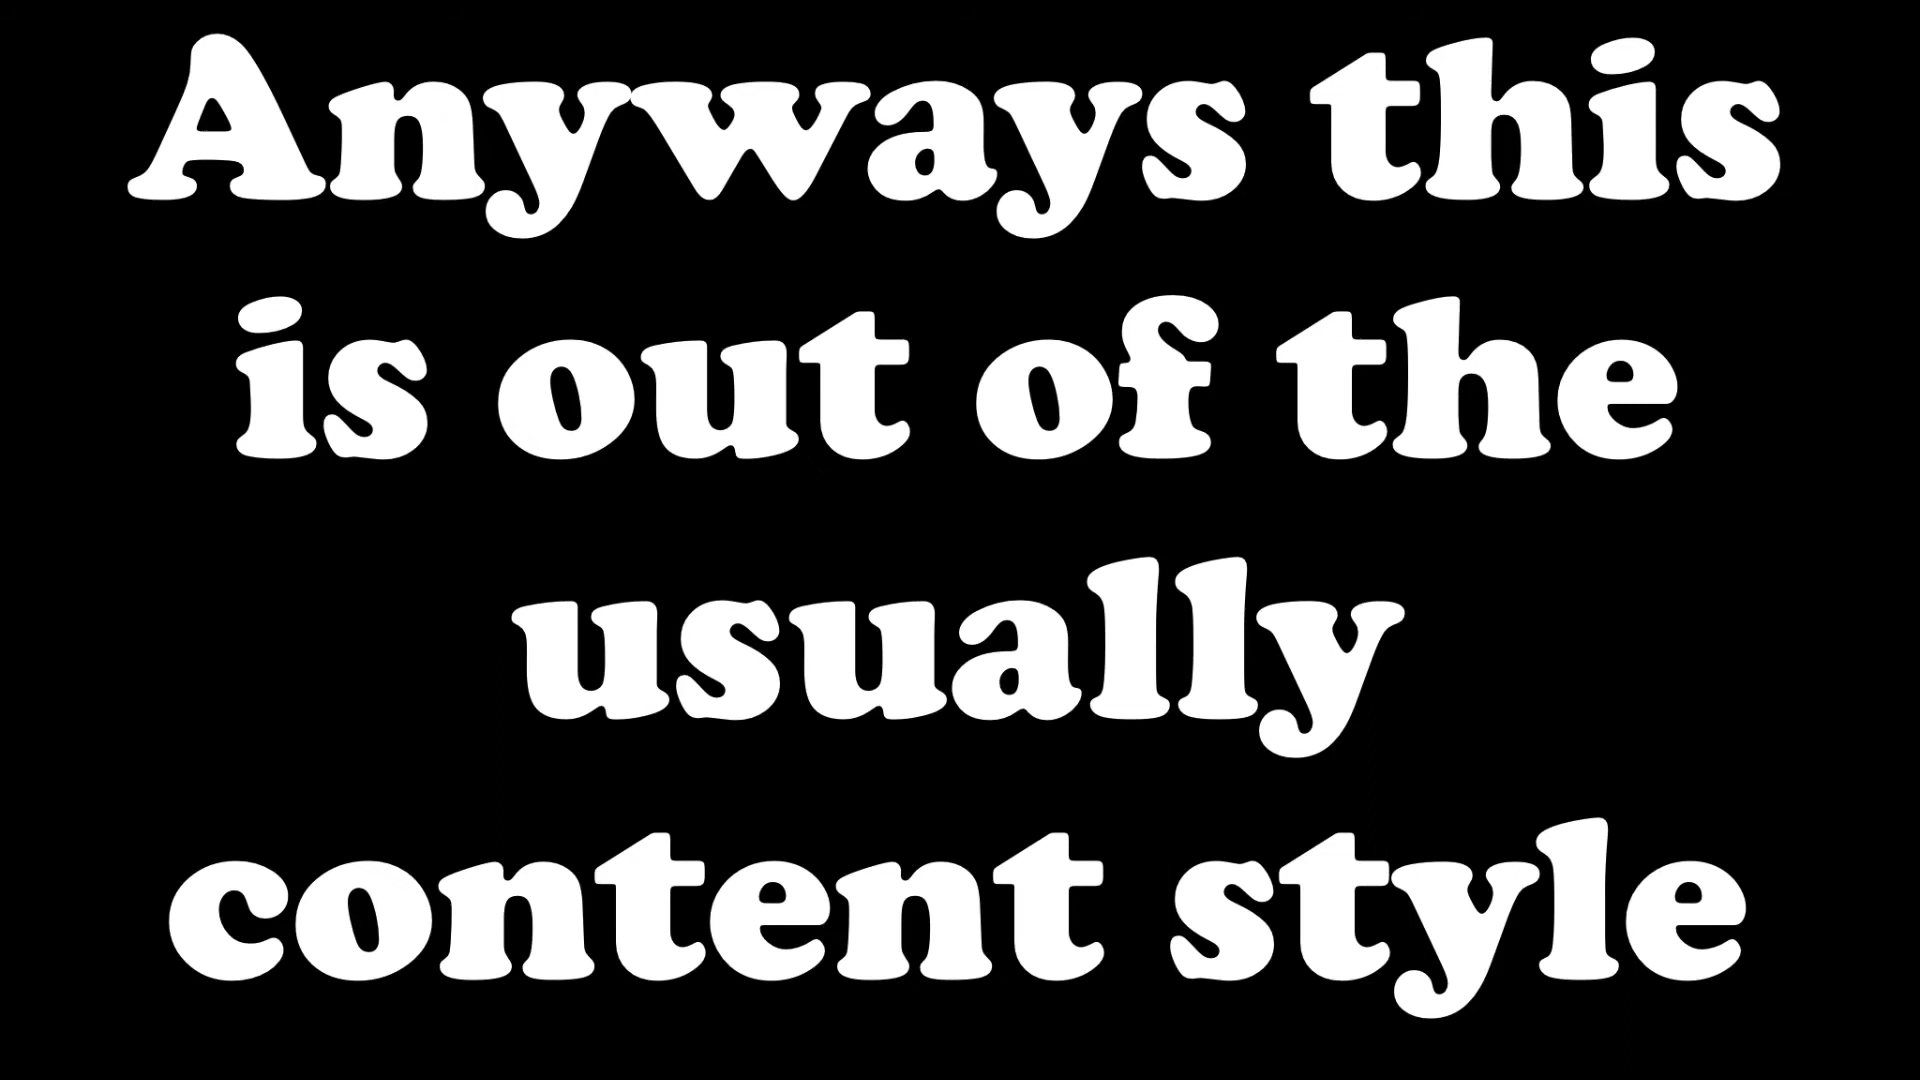 Anyways this
is out of the
usually
content style